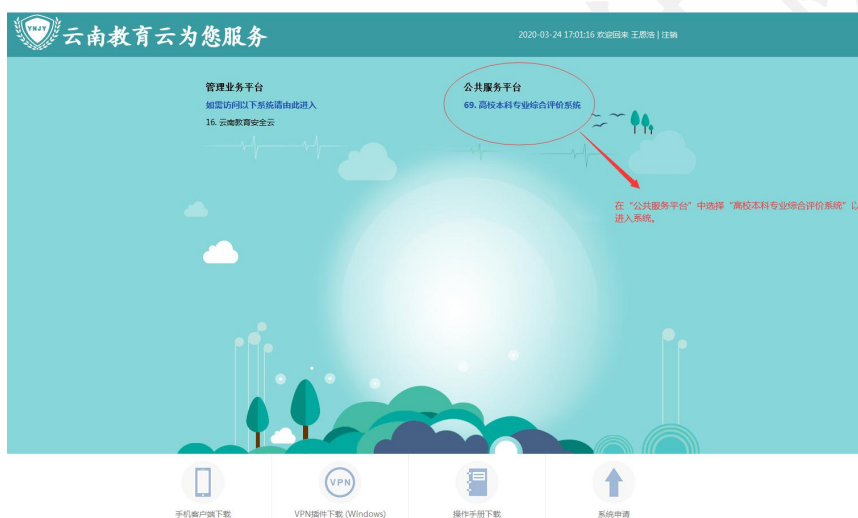 YNJY
云南教育云为您服务
2020-03-24 17:01:16 欢迎回来 王恩浩 | 注销
管理业务平台
如需访问以下系统请由此进入
16. 云南教育安全云
公共服务平台
69. 高校本科专业综合评价系统
在“公共服务平台”中选择“高校本科专业综合评价系统”以
进入系统。
VPN
手机客户端下载
VPN插件下载 (Windows)
操作手册下载
系统申请